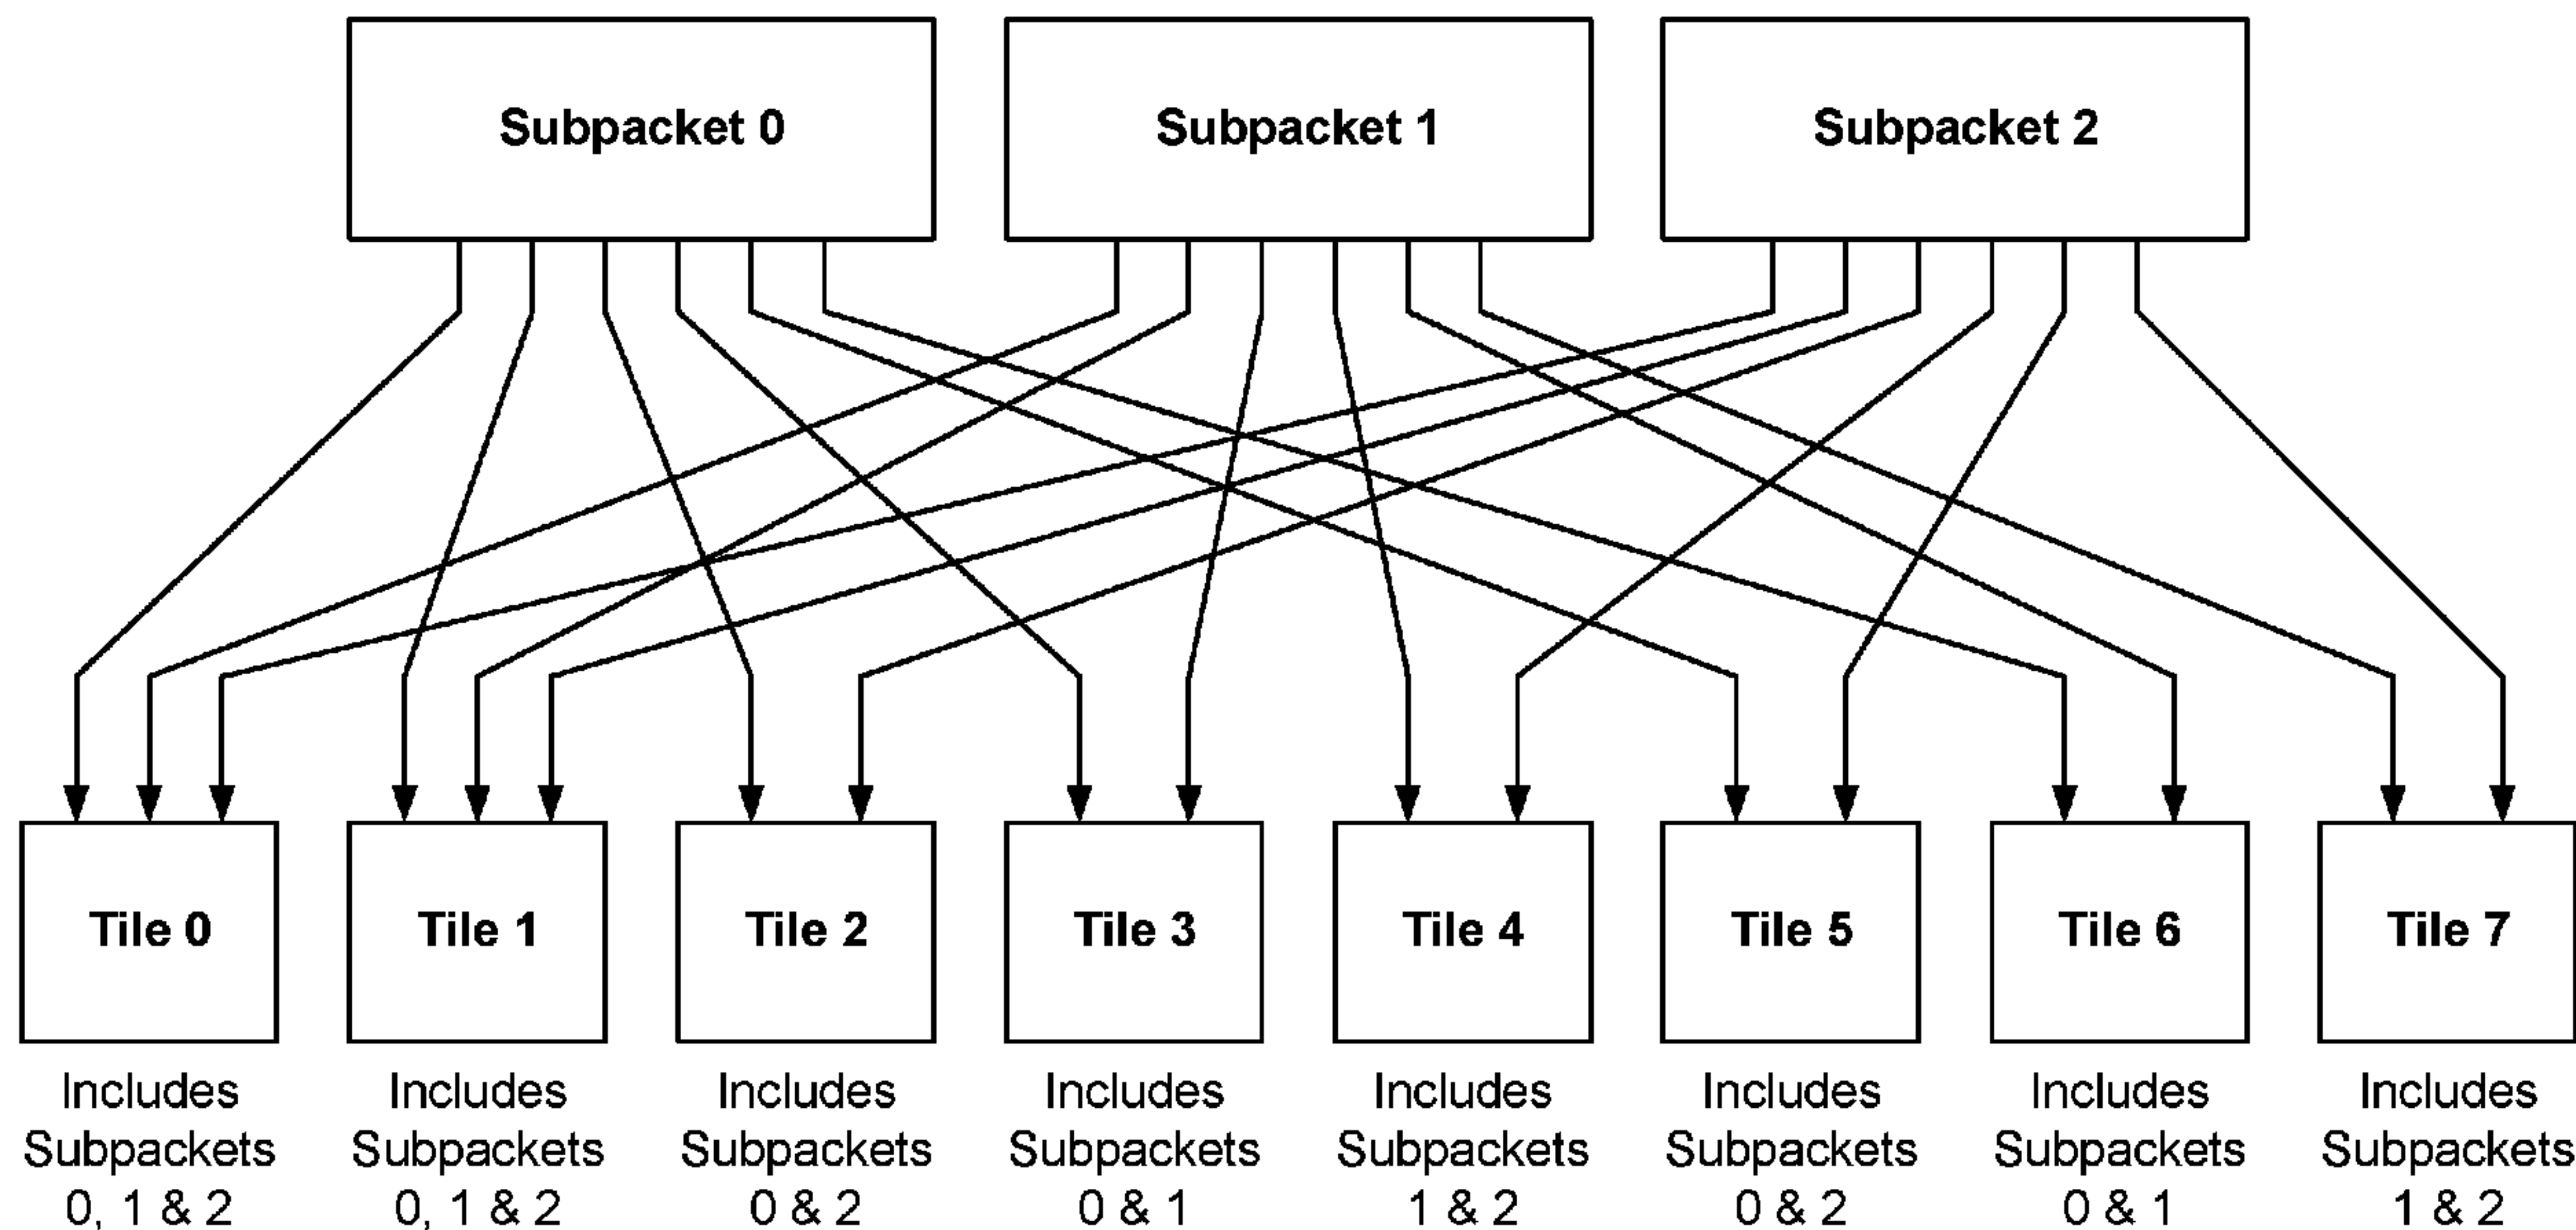 Subpacket 0
Subpacket 1
Subpacket 2
Tile 0
Tile 1
Tile 2
Tile 3
Tile 4
Tile 5
Tile 6
Tile 7
Includes
Subpackets
0, 1 & 2
Includes
Subpackets
0, 1 & 2
Includes
Subpackets
0 & 2
Includes
Subpackets
0 & 1
Includes
Subpackets
1 & 2
Includes
Subpackets
0 & 2
Includes
Subpackets
0 & 1
Includes
Subpackets
1 & 2